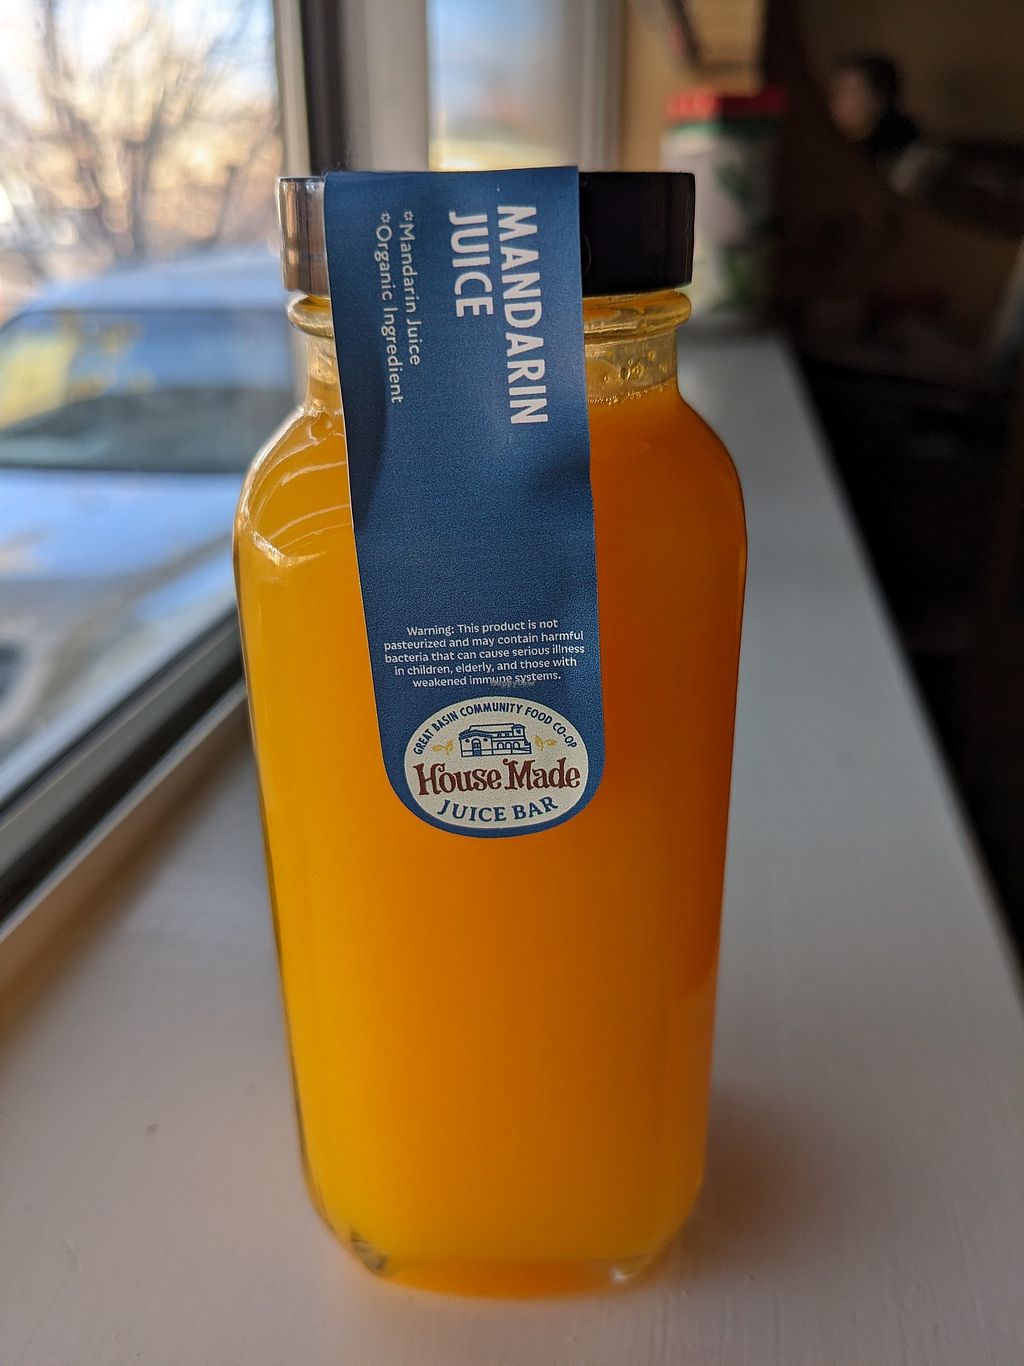 MANDARIN
JUICE
*Mandarin Juice
*Organic Ingredient
Warning: This product is not
pasteurized and may contain harmful
bacteria that can cause serious illness
in children, elderly, and those with
weakened immune systems.
GREAT BASIN COMMUNITY FOOD CO-OP
House Made
JUICE BAR